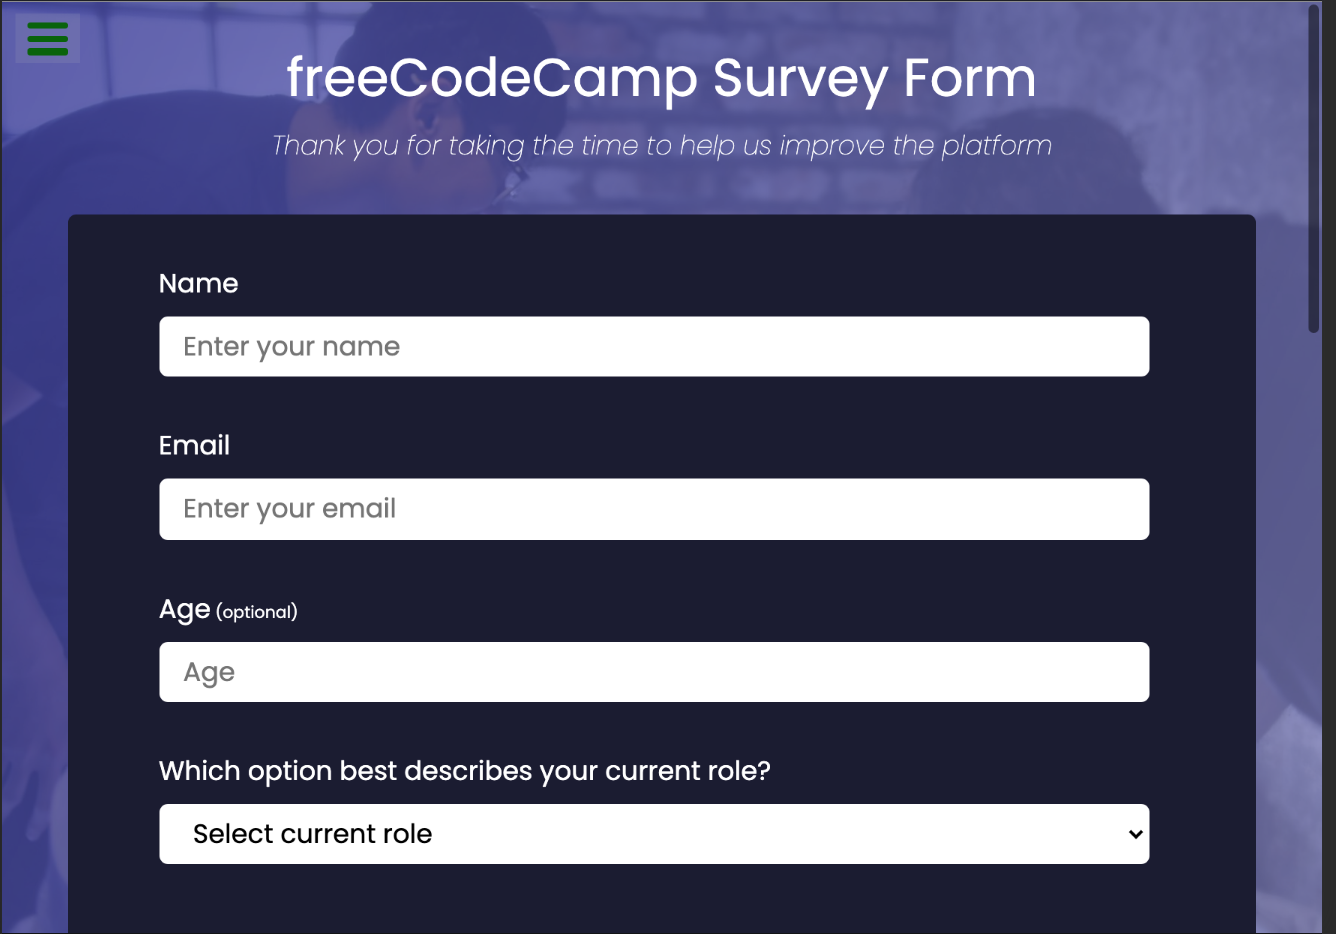 freeCodeCamp Survey Form
Thank you for taking the time to help us improve the platform
Name
Enter your name
Email
Enter your email
Age (optional)
Age
Which option best describes your current role?
Select current role